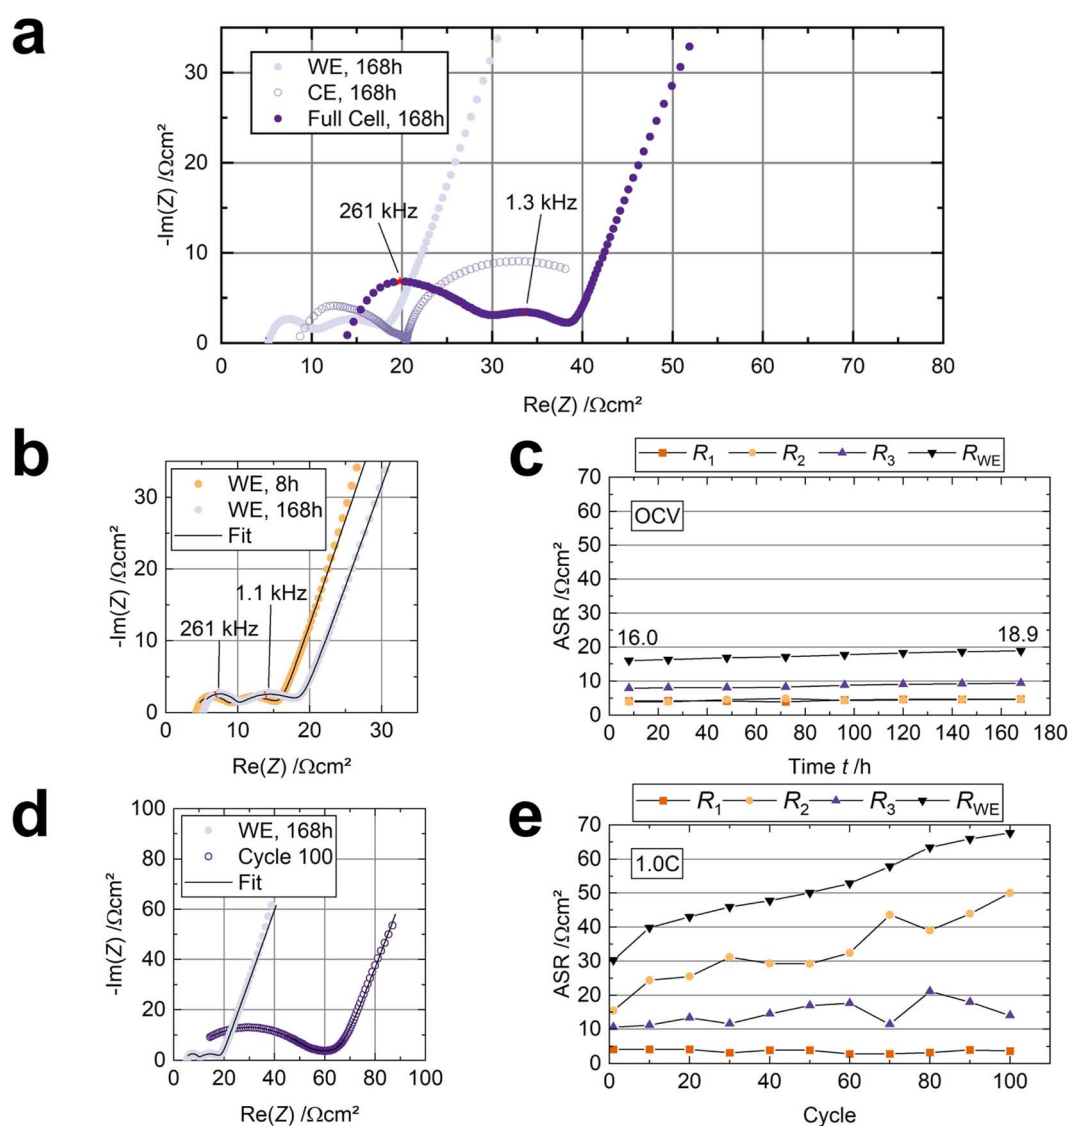 a
WE, 168h
CE, 168h
Full Cell, 168h
261 kHz
1.3 kHz
-Im(Z) /Ωcm²
30
20
10
0
0 10 20 30 40 50 60 70 80
Re(Z) /Ωcm²
b
WE, 8h
WE, 168h
Fit
1.1 kHz
261 kHz
-Im(Z) /Ωcm²
30
20
10
0
0 10 20 30
Re(Z) /Ωcm²
c
R1 R2 R3 RWE
OCV
16.0
18.9
ASR /Ωcm²
70
60
50
40
30
20
10
0
0 20 40 60 80 100 120 140 160 180
Time t /h
d
WE, 168h
Cycle 100
Fit
-Im(Z) /Ωcm²
100
80
60
40
20
0
0 20 40 60 80 100
Re(Z) /Ωcm²
e
R1 R2 R3 RWE
1.0C
ASR /Ωcm²
70
60
50
40
30
20
10
0
0 20 40 60 80 100
Cycle